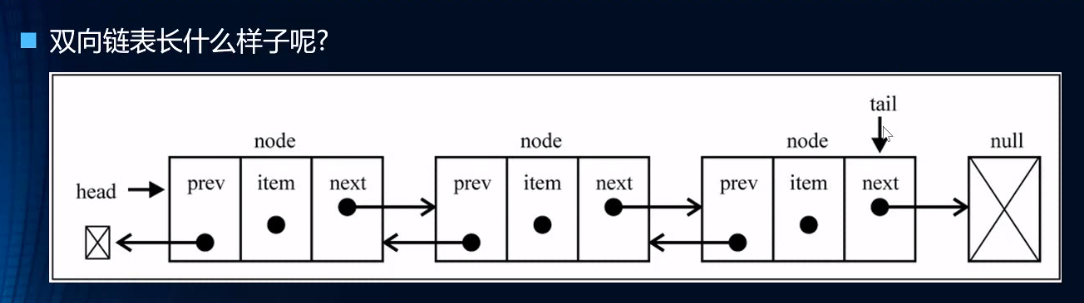 双向链表长什么样子呢?
tail
node node node null
head prev item next prev item next prev item next